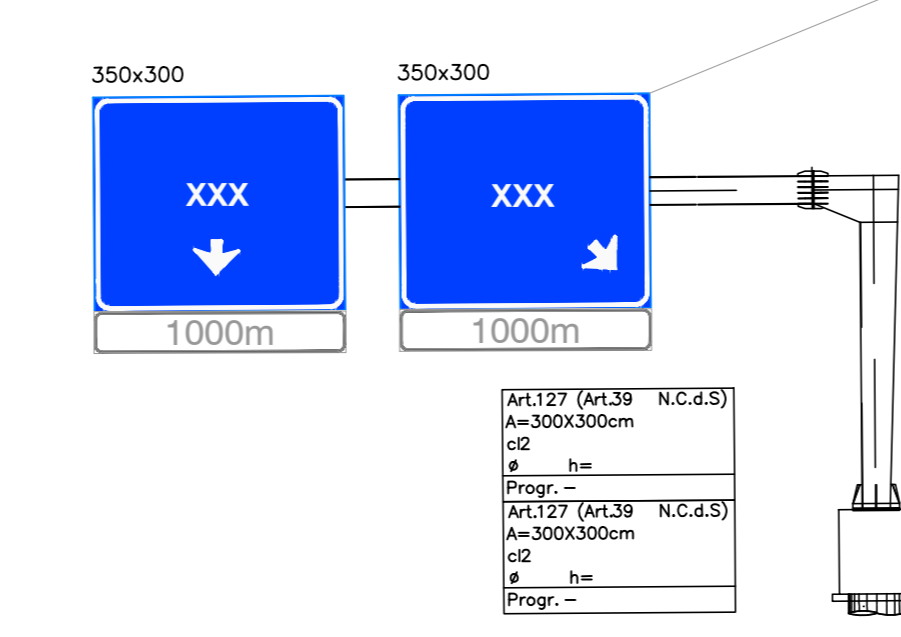 350x300
350x300
XXX
XXX
1000m
1000m
Art.127 (Art.39 N.C.d.S)
A=300X300cm
cl2
ø h=
Progr. –
Art.127 (Art.39 N.C.d.S)
A=300X300cm
cl2
ø h=
Progr. –